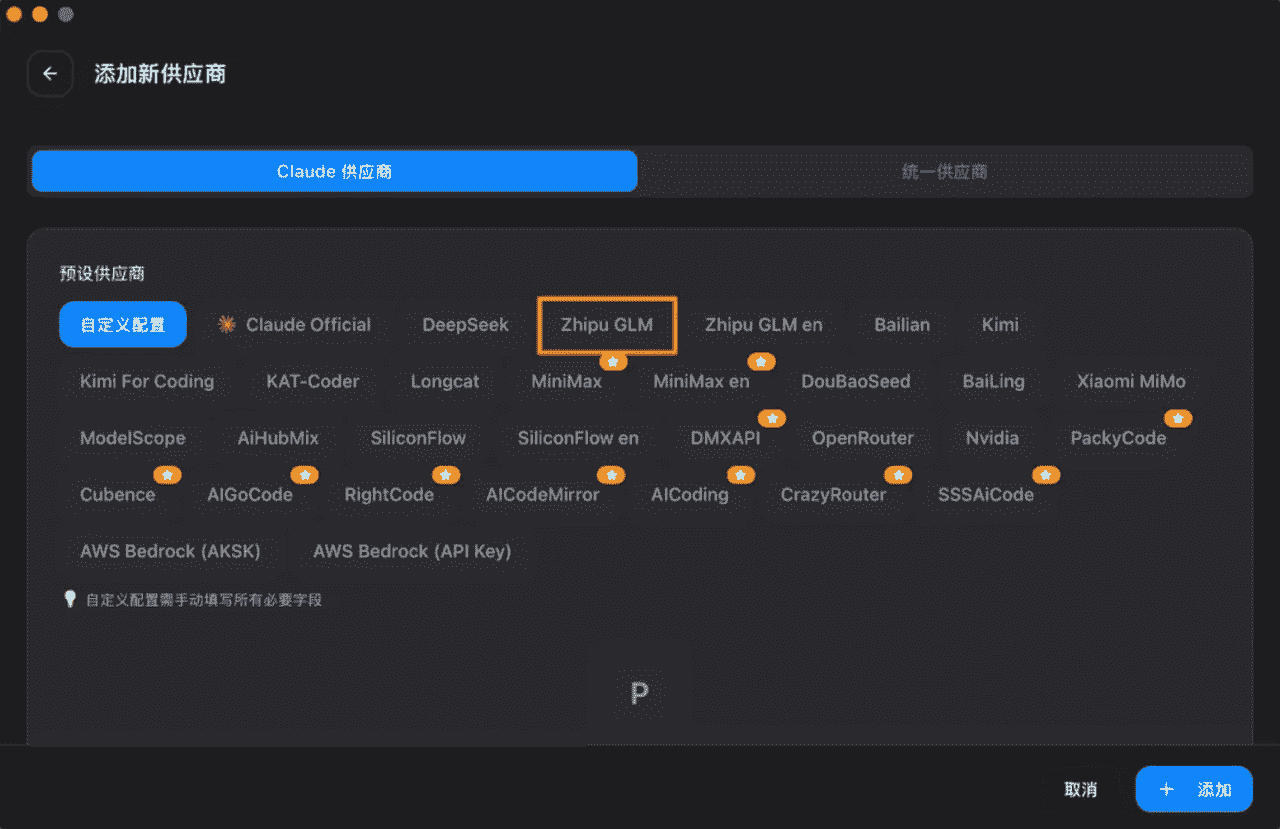 添加新供应商
Claude 供应商 统一供应商
预设供应商
自定义配置 Claude Official DeepSeek Zhipu GLM Zhipu GLM en Bailian Kimi
Kimi For Coding KAT-Coder Longcat MiniMax MiniMax en DouBaoSeed BaiLing Xiaomi MiMo
ModelScope AiHubMix SiliconFlow SiliconFlow en DMXAPI OpenRouter Nvidia PackyCode
Cubence AIGoCode RightCode AICodeMirror AICoding CrazyRouter SSSAiCode
AWS Bedrock (AKSK) AWS Bedrock (API Key)
自定义配置需手动填写所有必要字段
P
取消 + 添加